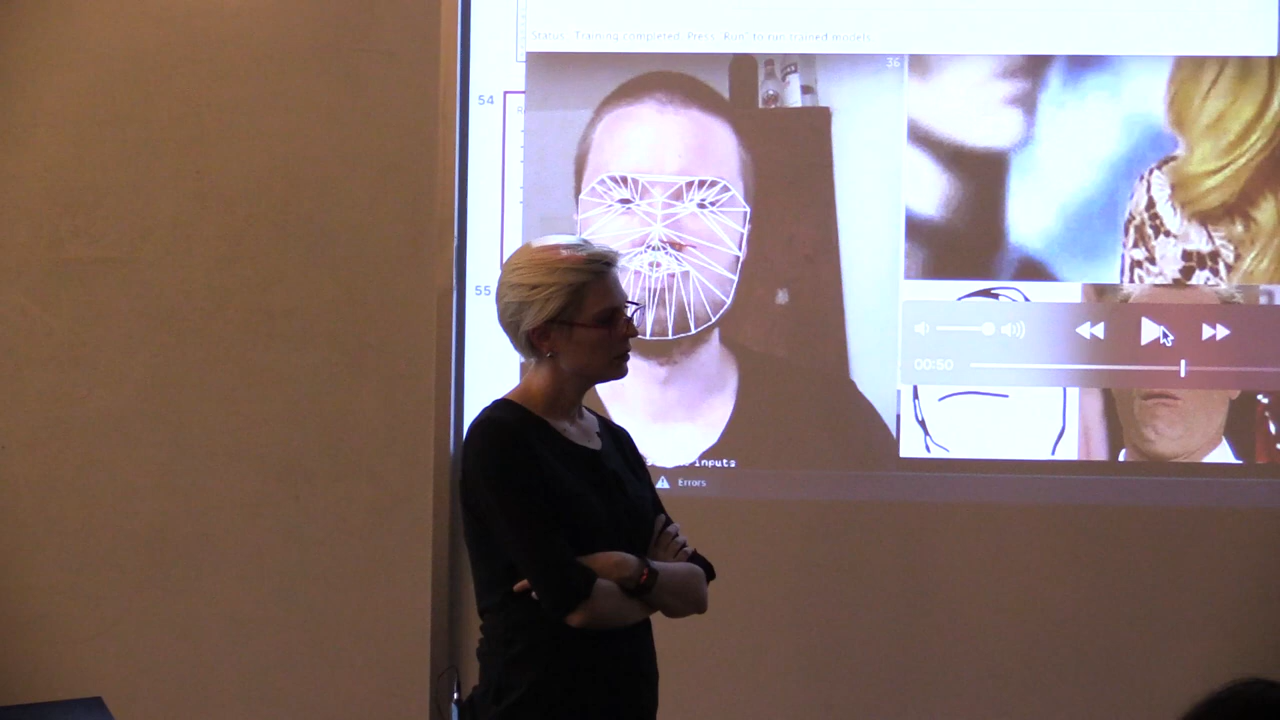 Status: Training completed. Press 'Run' to run trained models.
36
54
55
00:50
inputs
Errors